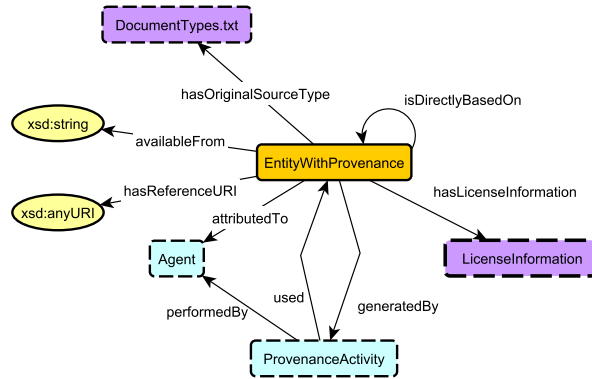 DocumentTypes.txt
hasOriginalSourceType
isDirectlyBasedOn
xsd:string
availableFrom
EntityWithProvenance
hasReferenceURI
hasLicenseInformation
xsd:anyURI
attributedTo
Agent
LicenseInformation
used
generatedBy
performedBy
ProvenanceActivity